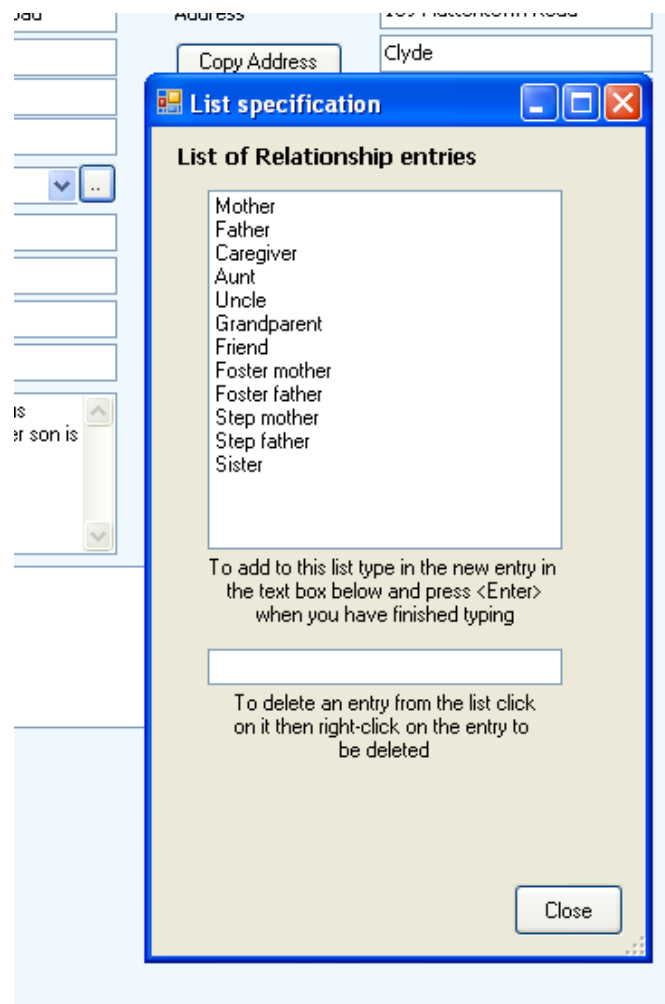 Address
Copy Address
Clyde
List specification
List of Relationship entries
Mother
Father
Caregiver
Aunt
Uncle
Grandparent
Friend
Foster mother
Foster father
Step mother
Step father
Sister
..
er son is
To add to this list type in the new entry in
the text box below and press <Enter>
when you have finished typing
To delete an entry from the list click
on it then right-click on the entry to
be deleted
Close